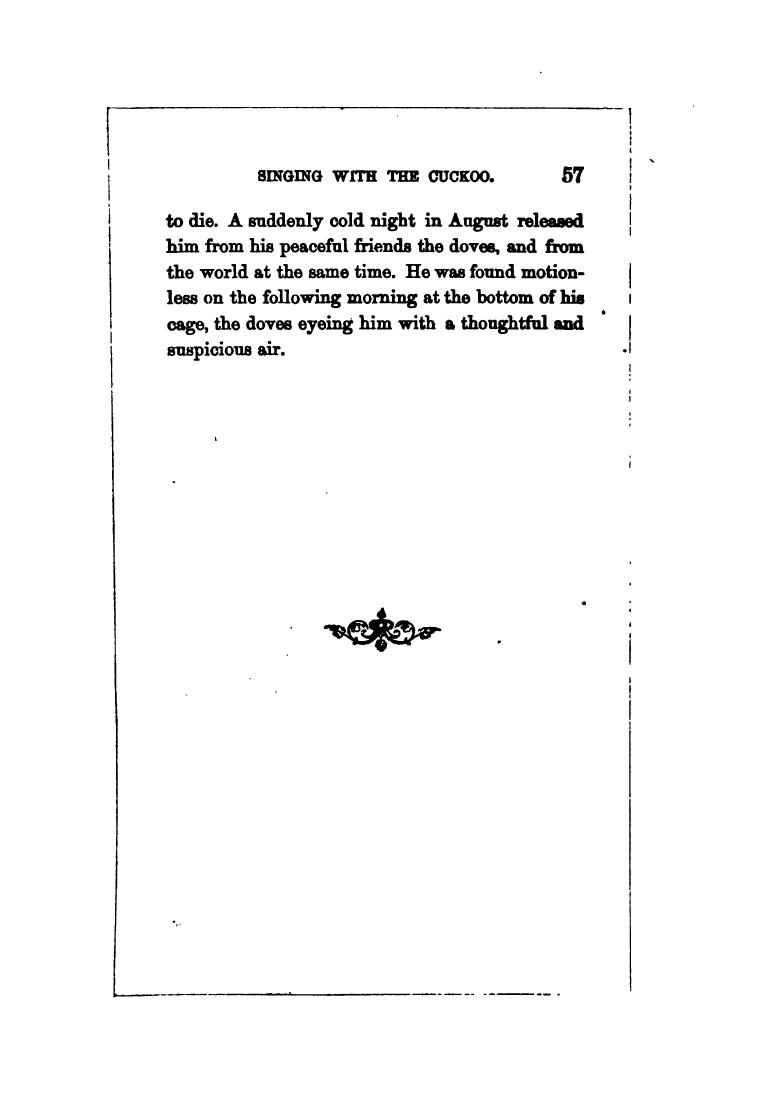 SINGING WITH THE CUCKOO. 57
to die. A suddenly cold night in August released
him from his peaceful friends the doves, and from
the world at the same time. He was found motion-
less on the following morning at the bottom of his
cage, the doves eyeing him with a thoughtful and
suspicious air.